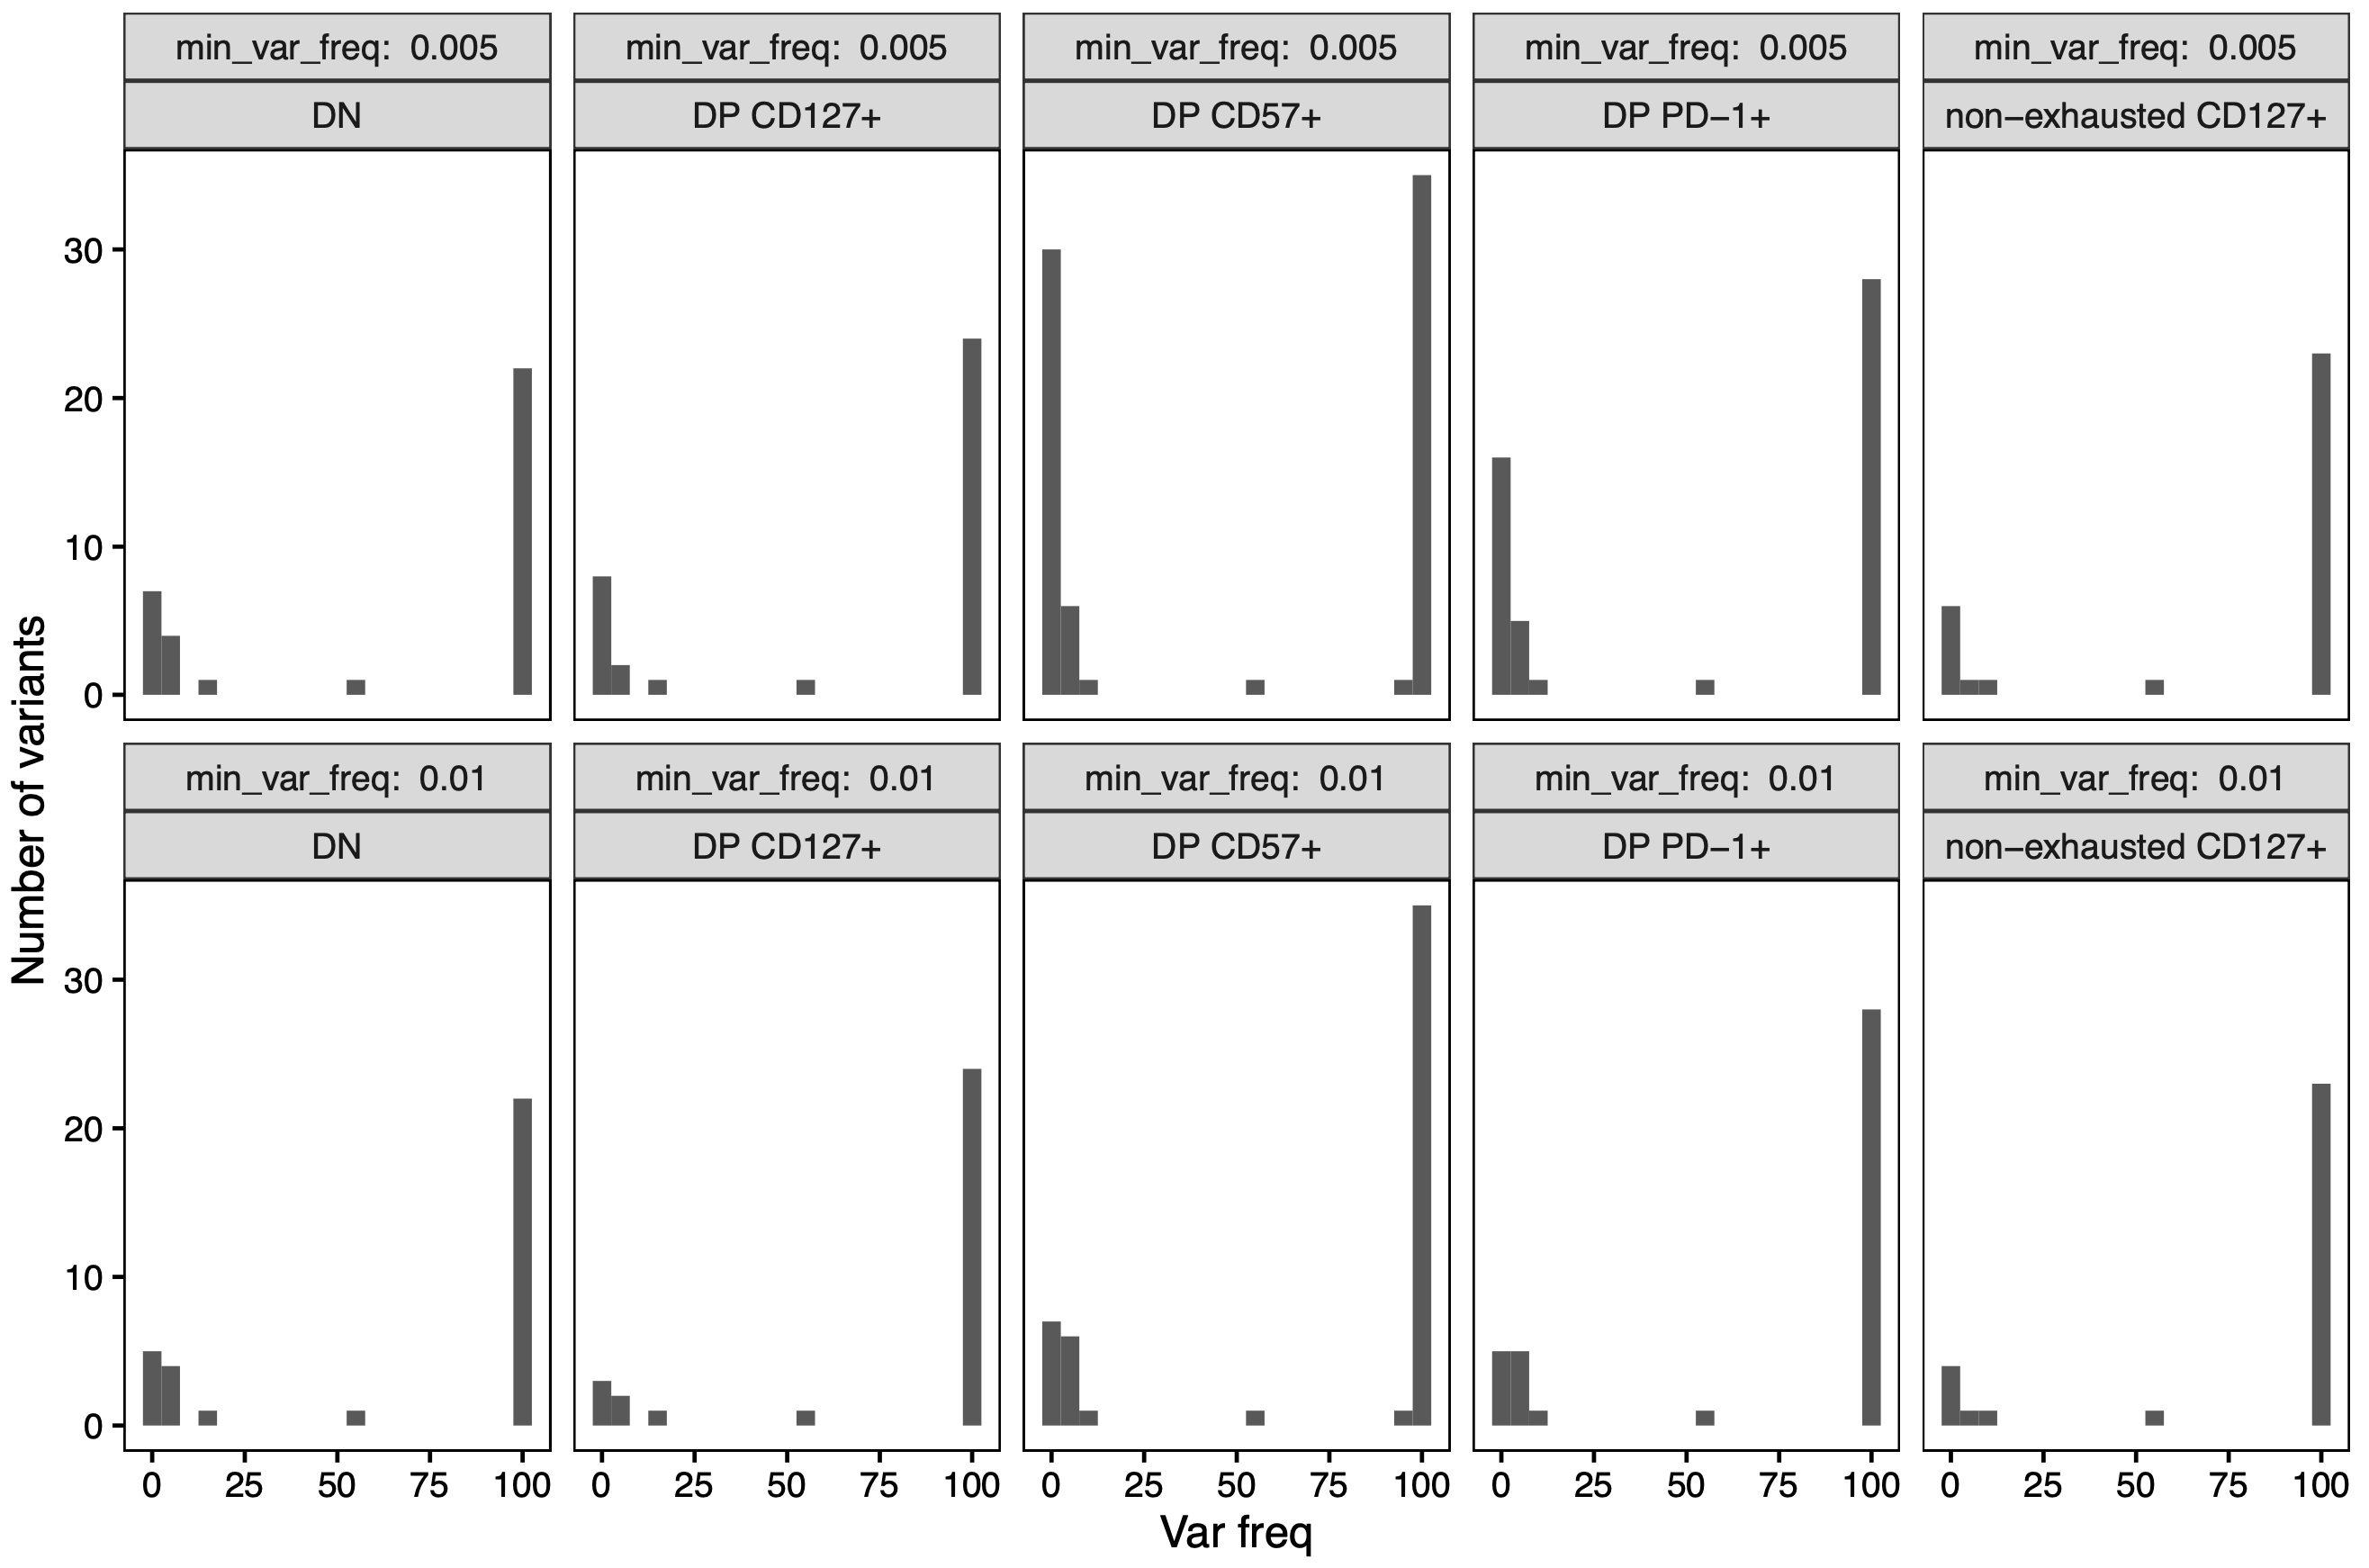 min_var_freq: 0.005
min_var_freq: 0.005
min_var_freq: 0.005
min_var_freq: 0.005
min_var_freq: 0.005
DN
DP CD127+
DP CD57+
DP PD−1+
non−exhausted CD127+
30
20
10
0
min_var_freq: 0.01
min_var_freq: 0.01
min_var_freq: 0.01
min_var_freq: 0.01
min_var_freq: 0.01
DN
DP CD127+
DP CD57+
DP PD−1+
non−exhausted CD127+
30
20
10
0
0 25 50 75 100
0 25 50 75 100
0 25 50 75 100
0 25 50 75 100
0 25 50 75 100
Var freq
Number of variants